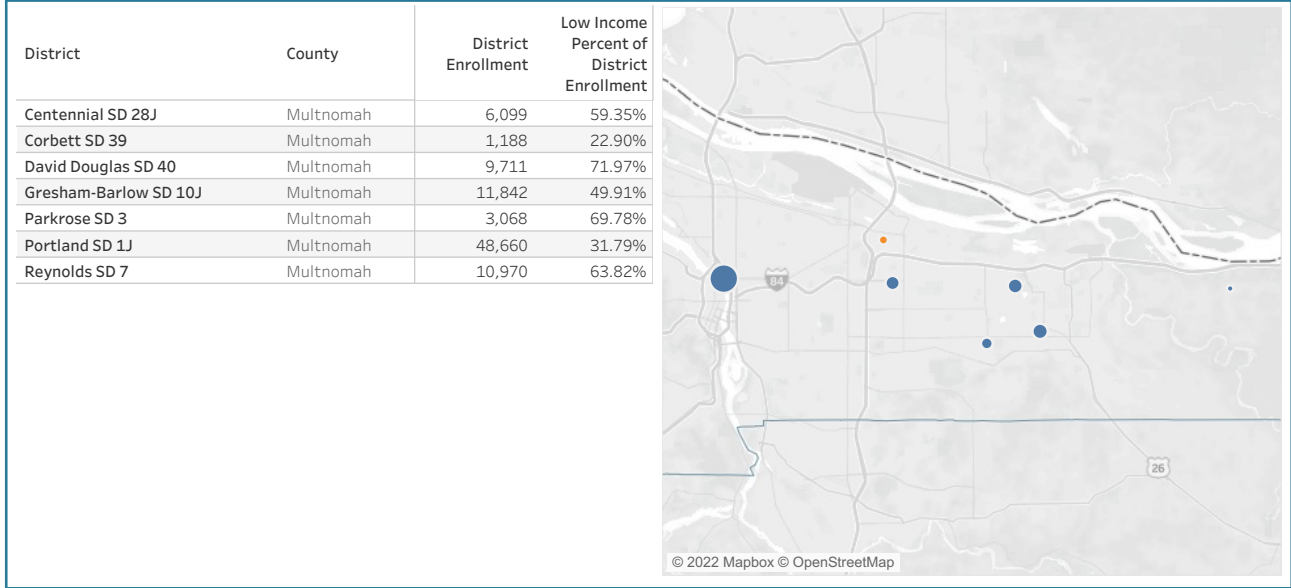 District County District Enrollment Low Income Percent of District Enrollment
Centennial SD 28J Multnomah 6,099 59.35%
Corbett SD 39 Multnomah 1,188 22.90%
David Douglas SD 40 Multnomah 9,711 71.97%
Gresham-Barlow SD 10J Multnomah 11,842 49.91%
Parkrose SD 3 Multnomah 3,068 69.78%
Portland SD 1J Multnomah 48,660 31.79%
Reynolds SD 7 Multnomah 10,970 63.82%
84
26
© 2022 Mapbox © OpenStreetMap